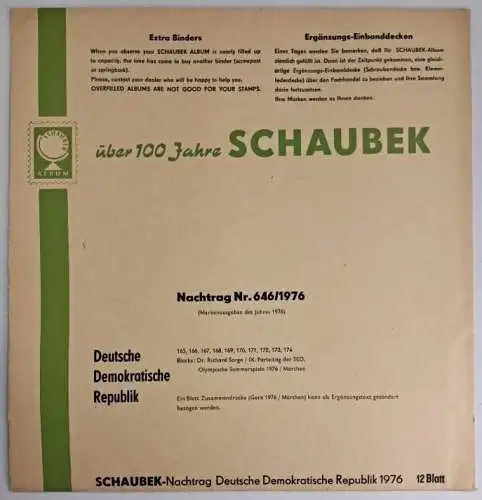 Extra Binders
When you observe your SCHAUBEK ALBUM is nearly filled up
to capacity, the time has come to buy another binder (screwpost
or springbook).
Please, contact your dealer who will be happy to help you.
OVERFILLED ALBUMS ARE NOT GOOD FOR YOUR STAMPS.
Ergänzungs-Einbanddecken
Eines Tages werden Sie bemerken, daß Ihr SCHAUBEK-Album
ziemlich gefüllt ist. Dann ist der Zeitpunkt gekommen, eine gleich-
artige Ergänzungs-Einbanddecke (Schraubendecke bzw. Klemm-
federdecke) über den Fachhandel zu beziehen und Ihre Sammlung
darin fortzusetzen.
Ihre Marken werden es Ihnen danken.
SCHAUBEK
ALBUM
über 100 Jahre SCHAUBEK
Nachtrag Nr. 646/1976
(Markenausgaben des Jahres 1976)
Deutsche
Demokratische
Republik
165, 166, 167, 168, 169, 170, 171, 172, 173, 174
Blocks: Dr. Richard Sorge / IX. Parteitag der SED,
Olympische Sommerspiele 1976 / Märchen
Ein Blatt Zusammendrucke (Gera 1976 / Märchen) kann als Ergänzungstext gesondert
bezogen werden.
SCHAUBEK-Nachtrag Deutsche Demokratische Republik 1976 12 Blatt